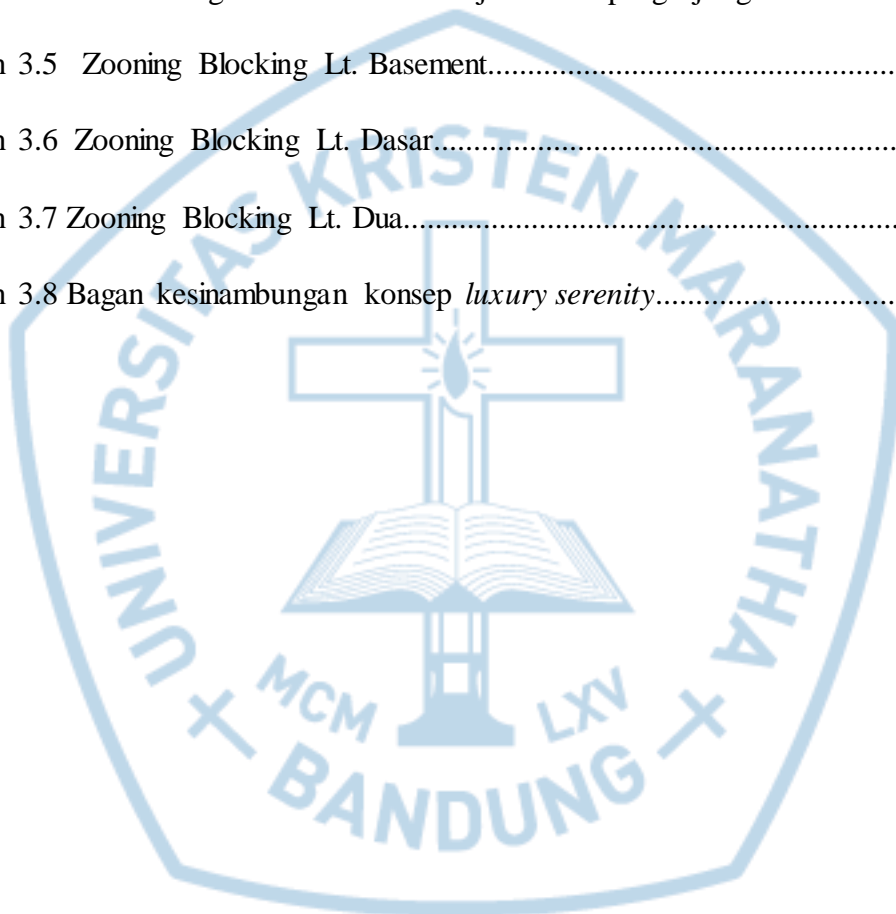 n 3.5 Zooning Blocking Lt. Basement..............................................
n 3.6 Zooning Blocking Lt. Dasar....................................................
n 3.7 Zooning Blocking Lt. Dua.......................................................
n 3.8 Bagan kesinambungan konsep luxury serenity............................
UNIVERSITAS KRISTEN MARANATHA
MCM LXV
BANDUNG